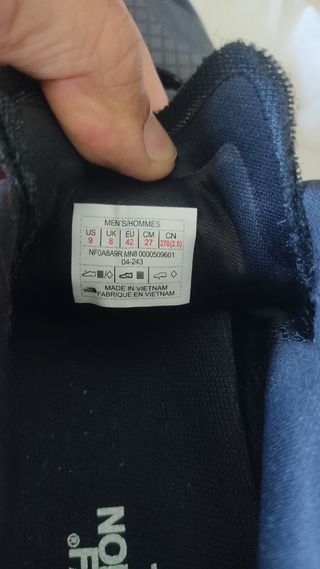 MEN'S/HOMMES
US UK EU CM CN
9 8 42 27 270(2.5)
NF0A8A9R MN8 0000509601
04-243
MADE IN VIETNAM
FABRIQUE EN VIETNAM
NO
F
®